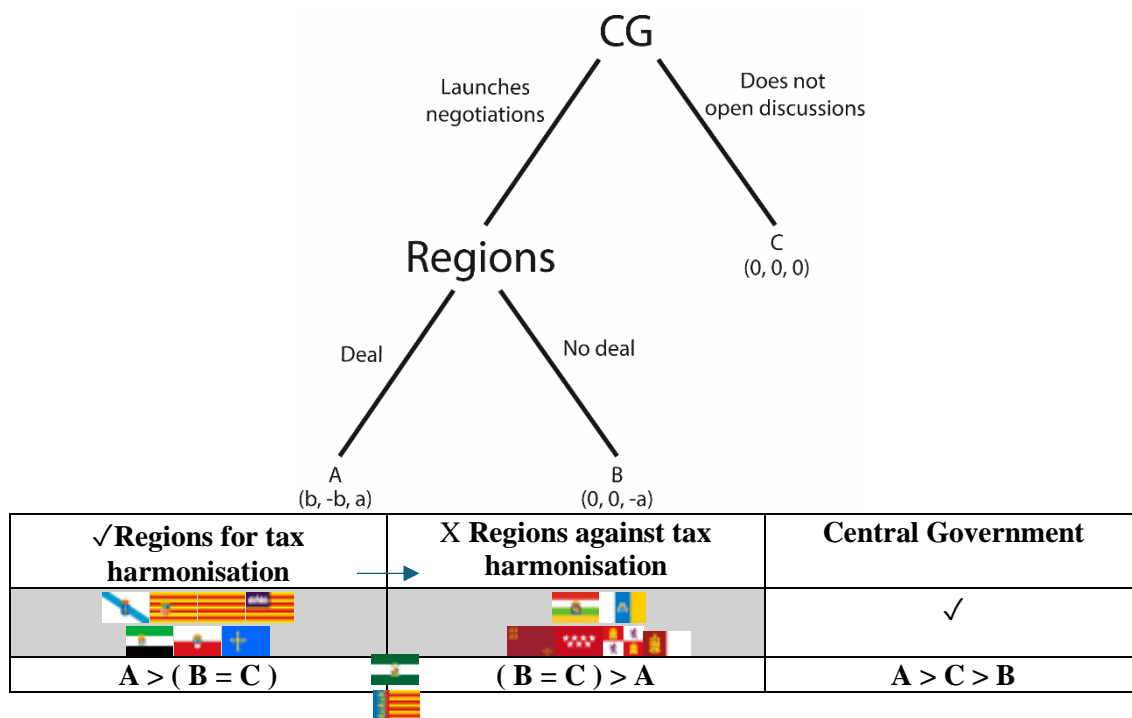 CG
Launches
negotiations
Does not
open discussions
Regions
C
(0, 0, 0)
Deal
No deal
A
(b, -b, a)
B
(0, 0, -a)
✓Regions for tax
harmonisation
X Regions against tax
harmonisation
Central Government
✓
A > ( B = C )
( B = C ) > A
A > C > B